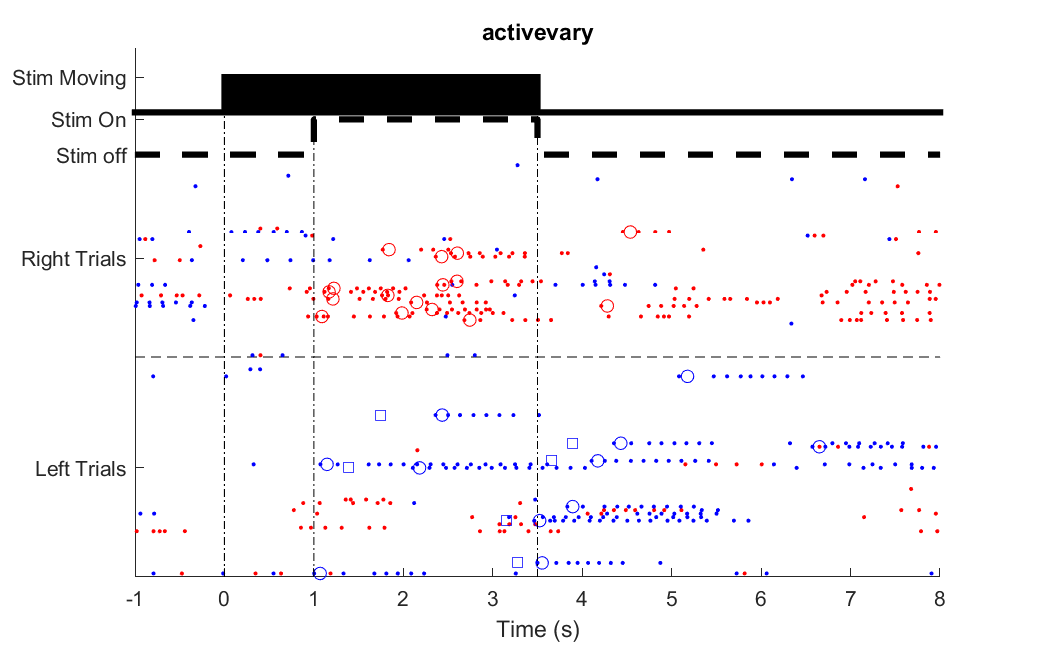 activevary
Stim Moving
Stim On
Stim off
Right Trials
Left Trials
-1 0 1 2 3 4 5 6 7 8
Time (s)